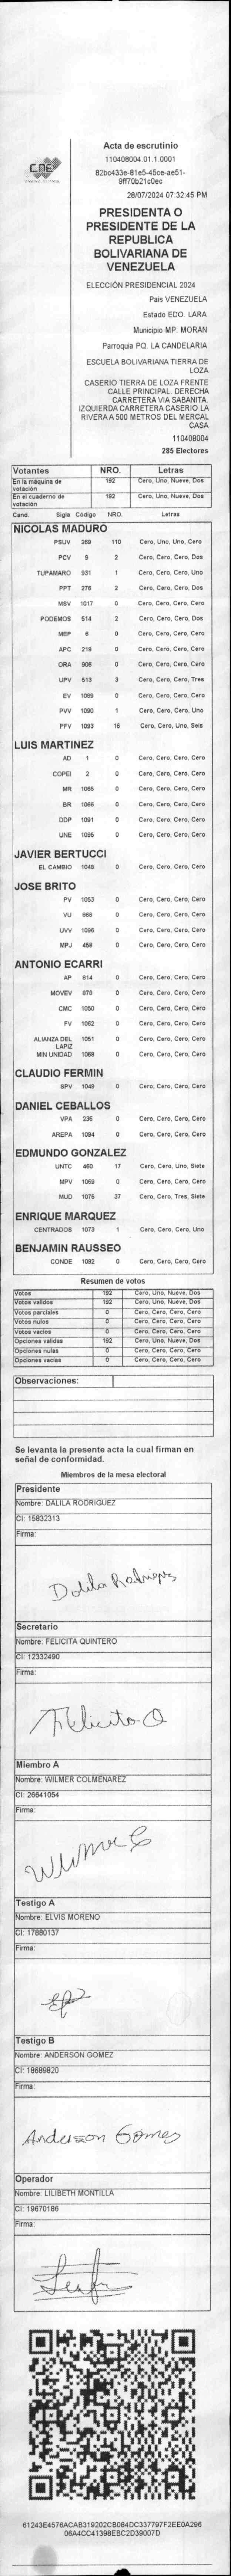 CNE
Acta de escrutinio
110408004.01.1.0001
82bc433e-81e5-45ce-ae51-
9ff70b21c0ec
28/07/2024 07:32:45 PM
PRESIDENTA O
PRESIDENTE DE LA
REPUBLICA
BOLIVARIANA DE
VENEZUELA
ELECCIÓN PRESIDENCIAL 2024
Pais VENEZUELA
Estado EDO. LARA
Municipio MP. MORAN
Parroquia PQ. LA CANDELARIA
ESCUELA BOLIVARIANA TIERRA DE
LOZA
CASERIO TIERRA DE LOZA FRENTE
CALLE PRINCIPAL. DERECHA
CARRETERA VIA SABANITA.
IZQUIERDA CARRETERA CASERIO LA
RIVERA A 500 METROS DEL MERCAL
CASA
110408004
285 Electores
Votantes NRO. Letras
En la máquina de votación 192 Cero, Uno, Nueve, Dos
En el cuaderno de votación 192 Cero, Uno, Nueve, Dos
Cand. Sigla Código NRO. Letras
NICOLAS MADURO
PSUV 269 110 Cero, Uno, Uno, Cero
PCV 9 2 Cero, Cero, Cero, Dos
TUPAMARO 931 1 Cero, Cero, Cero, Uno
PPT 276 2 Cero, Cero, Cero, Dos
MSV 1017 0 Cero, Cero, Cero, Cero
PODEMOS 514 2 Cero, Cero, Cero, Dos
MEP 6 0 Cero, Cero, Cero, Cero
APC 219 0 Cero, Cero, Cero, Cero
ORA 906 0 Cero, Cero, Cero, Cero
UPV 513 3 Cero, Cero, Cero, Tres
EV 1089 0 Cero, Cero, Cero, Cero
PVV 1090 1 Cero, Cero, Cero, Uno
PFV 1093 16 Cero, Cero, Uno, Seis
LUIS MARTINEZ
AD 1 0 Cero, Cero, Cero, Cero
COPEI 2 0 Cero, Cero, Cero, Cero
MR 1065 0 Cero, Cero, Cero, Cero
BR 1066 0 Cero, Cero, Cero, Cero
DDP 1091 0 Cero, Cero, Cero, Cero
UNE 1095 0 Cero, Cero, Cero, Cero
JAVIER BERTUCCI
EL CAMBIO 1048 0 Cero, Cero, Cero, Cero
JOSE BRITO
PV 1053 0 Cero, Cero, Cero, Cero
VU 969 0 Cero, Cero, Cero, Cero
UVV 1096 0 Cero, Cero, Cero, Cero
MPJ 458 0 Cero, Cero, Cero, Cero
ANTONIO ECARRI
AP 814 0 Cero, Cero, Cero, Cero
MOVEV 879 0 Cero, Cero, Cero, Cero
CMC 1050 0 Cero, Cero, Cero, Cero
FV 1062 0 Cero, Cero, Cero, Cero
ALIANZA DEL LAPIZ 1051 0 Cero, Cero, Cero, Cero
MIN UNIDAD 1068 0 Cero, Cero, Cero, Cero
CLAUDIO FERMIN
SPV 1049 0 Cero, Cero, Cero, Cero
DANIEL CEBALLOS
VPA 236 0 Cero, Cero, Cero, Cero
AREPA 1094 0 Cero, Cero, Cero, Cero
EDMUNDO GONZALEZ
UNTC 460 17 Cero, Cero, Uno, Siete
MPV 1069 0 Cero, Cero, Cero, Cero
MUD 1075 37 Cero, Cero, Tres, Siete
ENRIQUE MARQUEZ
CENTRADOS 1073 1 Cero, Cero, Cero, Uno
BENJAMIN RAUSSEO
CONDE 1092 0 Cero, Cero, Cero, Cero
Resumen de votos
Votos 192 Cero, Uno, Nueve, Dos
Votos validos 192 Cero, Uno, Nueve, Dos
Votos parciales 0 Cero, Cero, Cero, Cero
Votos nulos 0 Cero, Cero, Cero, Cero
Votos vacios 0 Cero, Cero, Cero, Cero
Opciones validas 192 Cero, Uno, Nueve, Dos
Opciones nulas 0 Cero, Cero, Cero, Cero
Opciones vacias 0 Cero, Cero, Cero, Cero
Observaciones:
Se levanta la presente acta la cual firman en
señal de conformidad.
Miembros de la mesa electoral
Presidente
Nombre: DALILA RODRIGUEZ
CI: 15832313
Firma:
Dalila Rodriguez
Secretario
Nombre: FELICITA QUINTERO
CI: 12332490
Firma:
Felicita Q
Miembro A
Nombre: WILMER COLMENAREZ
CI: 26641054
Firma:
Wilmer C
Testigo A
Nombre: ELVIS MORENO
CI: 17860137
Firma:
Testigo B
Nombre: ANDERSON GOMEZ
CI: 18689820
Firma:
Anderson Gomez
Operador
Nombre: LILIBETH MONTILLA
CI: 19670186
Firma:
61243E4576ACAB319202CB084DC337797F2EE0A296
06A4CC41398EBC2D39007D